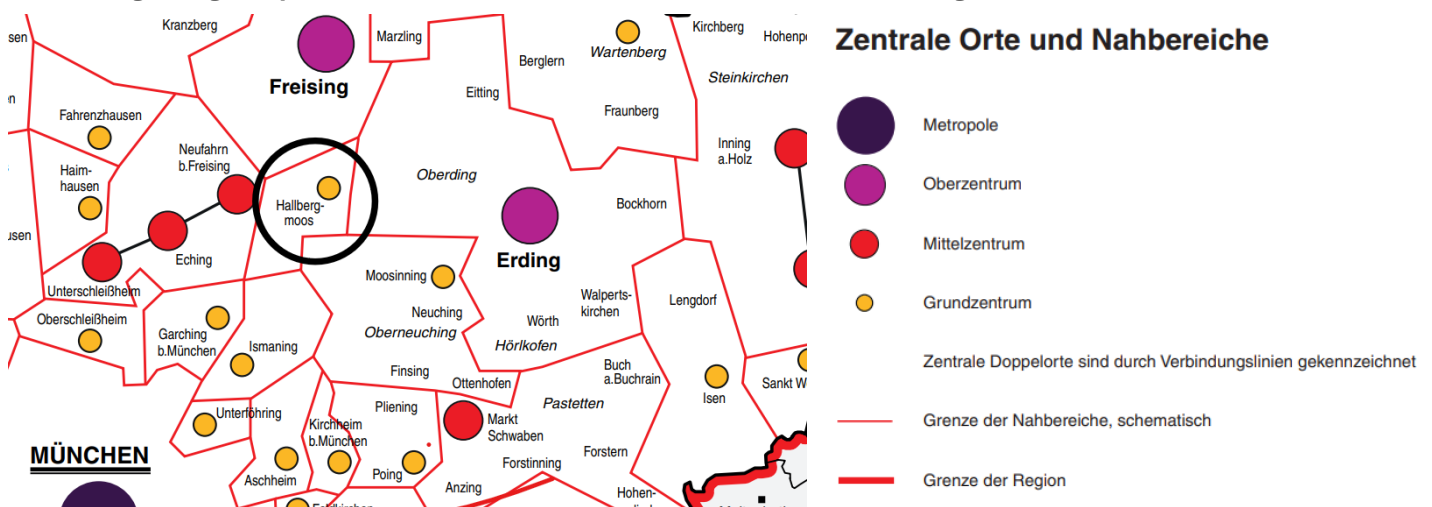 Kranzberg
Marzling
Kirchberg
Wartenberg
Berglern
Steinkirchen
Freising
Eitting
Fraunberg
Fahrenzhausen
Neufahrn
b.Freising
Inning
a.Holz
Haim-
hausen
Oberding
Hallberg-
moos
Bockhorn
Eching
Erding
Moosinning
Unterschleißheim
Walperts-
kirchen
Lengdorf
Neuching
Wörth
Oberschleißheim
Garching
b.München
Oberneuching
Hörlkofen
Ismaning
Finsing
Buch
a.Buchrain
Ottenhofen
Sankt W
Isen
Pliening
Pastetten
Unterföhring
Kirchheim
b.München
Markt
Schwaben
MÜNCHEN
Forstern
Forstinning
Poing
Aschheim
Anzing
Hohen-
Zentrale Orte und Nahbereiche
Metropole
Oberzentrum
Mittelzentrum
Grundzentrum
Zentrale Doppelorte sind durch Verbindungslinien gekennzeichnet
Grenze der Nahbereiche, schematisch
Grenze der Region